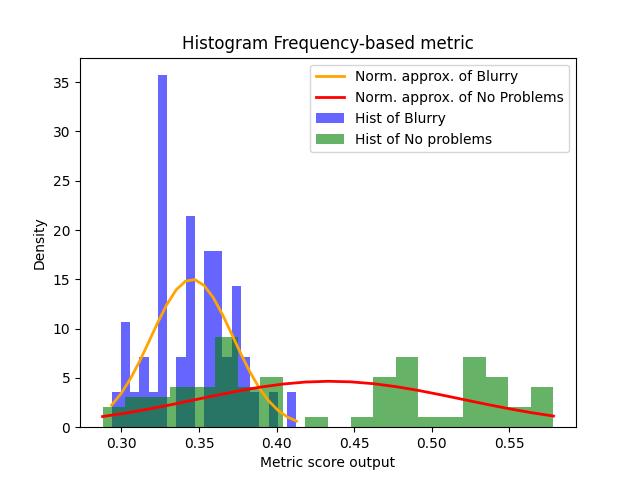 Histogram Frequency-based metric
Norm. approx. of Blurry
Norm. approx. of No Problems
Hist of Blurry
Hist of No problems
35
30
25
20
15
10
5
0
Density
0.30 0.35 0.40 0.45 0.50 0.55
Metric score output